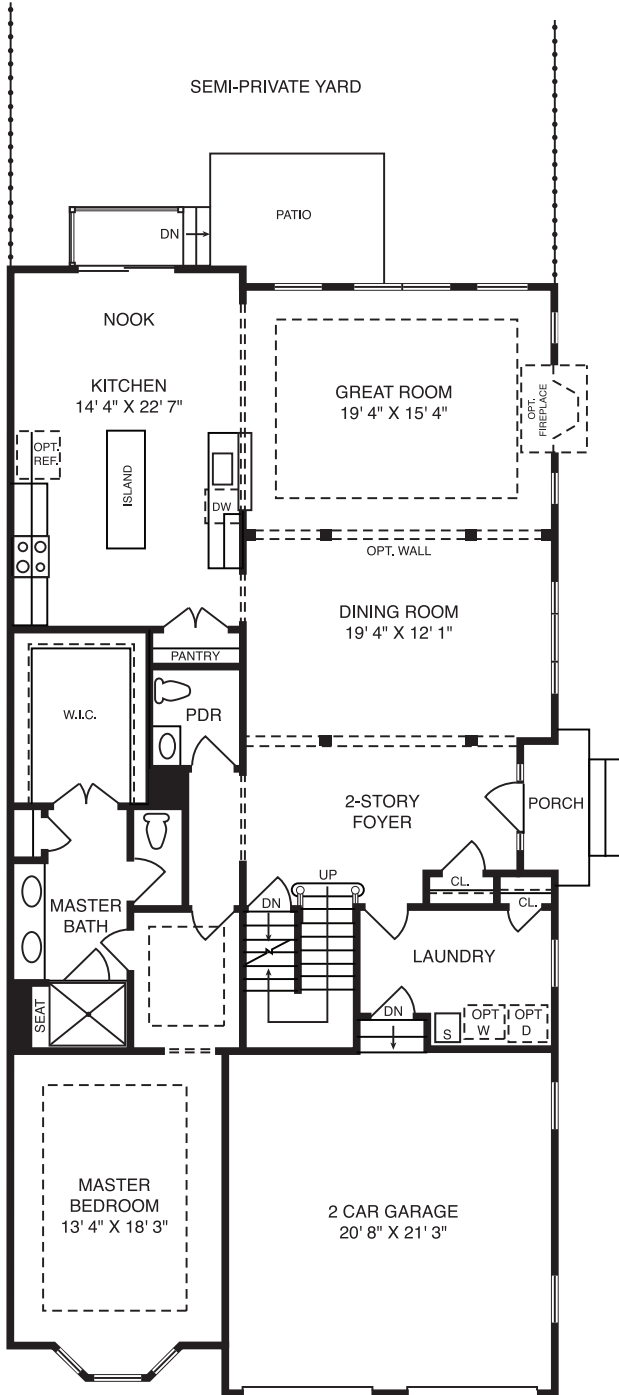 SEMI-PRIVATE YARD
PATIO
DN
NOOK
KITCHEN
14' 4" X 22' 7"
GREAT ROOM
19' 4" X 15' 4"
OPT.
FIREPLACE
OPT.
REF.
ISLAND
DW
OPT. WALL
DINING ROOM
19' 4" X 12' 1"
PANTRY
W.I.C.
PDR
2-STORY
FOYER
PORCH
UP
CL.
CL.
DN
MASTER
BATH
LAUNDRY
SEAT
DN
S
OPT
W
OPT
D
MASTER
BEDROOM
13' 4" X 18' 3"
2 CAR GARAGE
20' 8" X 21' 3"